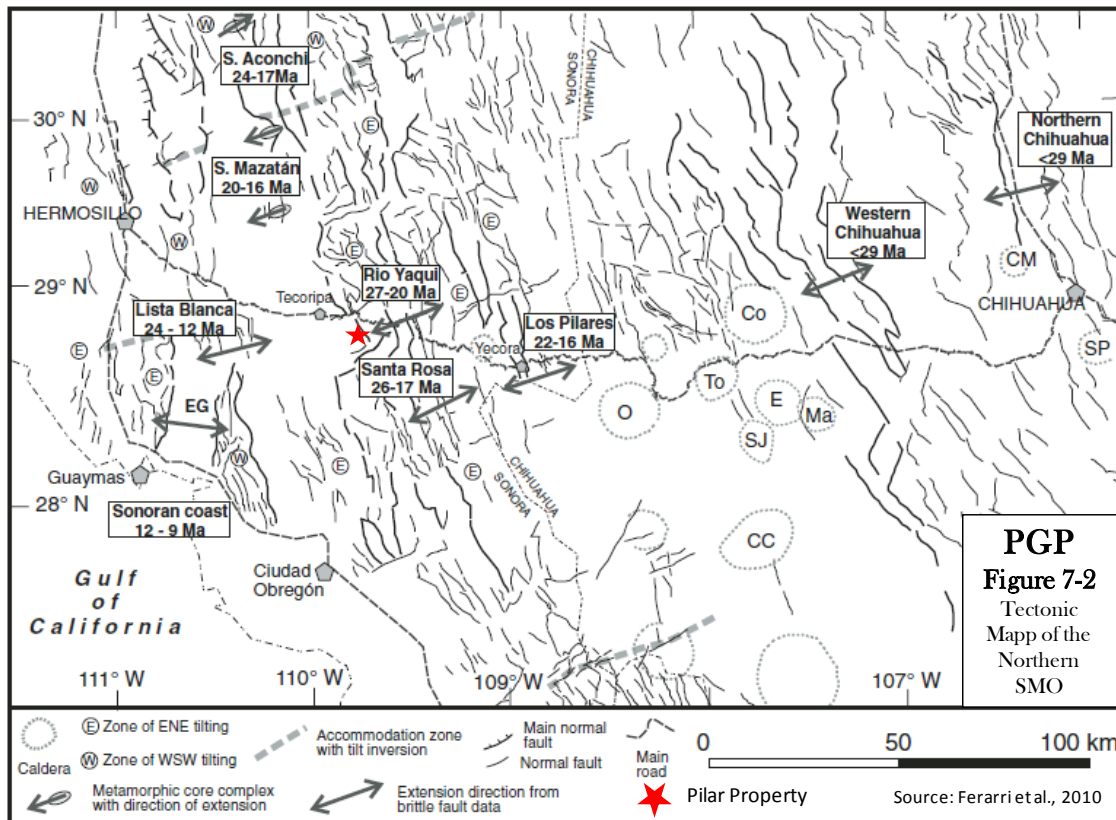 S. Aconchi
24-17Ma
CHIHUAHUA
SONORA
30° N
Northern
Chihuahua
<29 Ma
S. Mazatán
20-16 Ma
HERMOSILLO
Western
Chihuahua
<29 Ma
CM
29° N
Rio Yaqui
27-20 Ma
Tecoripa
CHIHUAHUA
Lista Blanca
24 - 12 Ma
Co
Los Pilares
22-16 Ma
SP
Yecora
Santa Rosa
26-17 Ma
To
E
Ma
O
SJ
EG
Guaymas
CHIHUAHUA
SONORA
28° N
Sonoran coast
12 - 9 Ma
CC
Ciudad
Obregón
Gulf
of
California
111° W
110° W
109° W
107° W
W
W
E
W
W
E
E
E
E
E
W
E
E
PGP
Figure 7-2
Tectonic
Mapp of the
Northern
SMO
Caldera
E Zone of ENE tilting
W Zone of WSW tilting
Metamorphic core complex
with direction of extension
Accommodation zone
with tilt inversion
Extension direction from
brittle fault data
Main normal
fault
Normal fault
Main
road
0 50 100 km
Pilar Property
Source: Ferarri et al., 2010